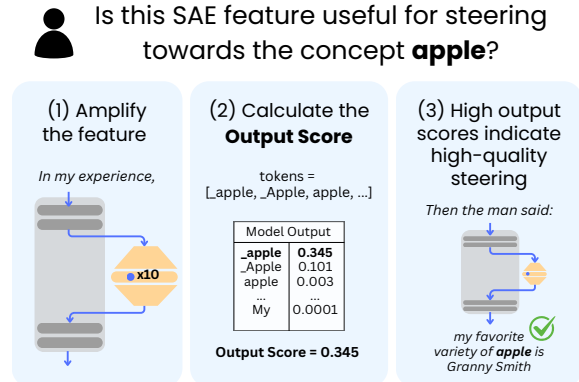 Is this SAE feature useful for steering
towards the concept apple?
(1) Amplify
the feature
In my experience,
x10
(2) Calculate the
Output Score
tokens =
[_apple, _Apple, apple, ...]
Model Output
_apple 0.345
_Apple 0.101
apple 0.003
... ...
My 0.0001
Output Score = 0.345
(3) High output
scores indicate
high-quality
steering
Then the man said:
my favorite
variety of apple is
Granny Smith